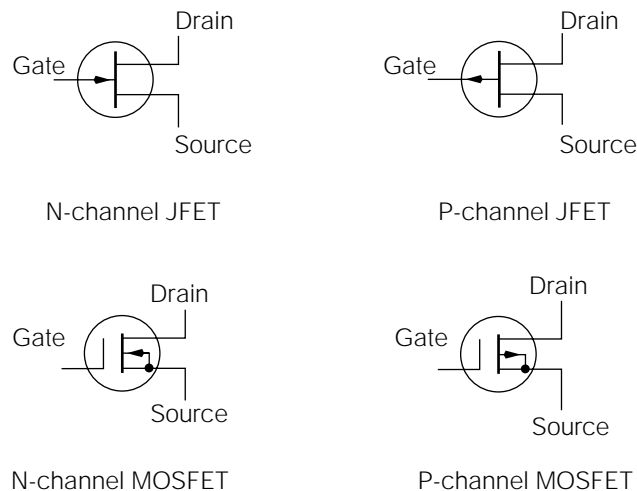 Drain
Gate
Source
N-channel JFET
Drain
Gate
Source
P-channel JFET
Drain
Gate
Source
N-channel MOSFET
Drain
Gate
Source
P-channel MOSFET